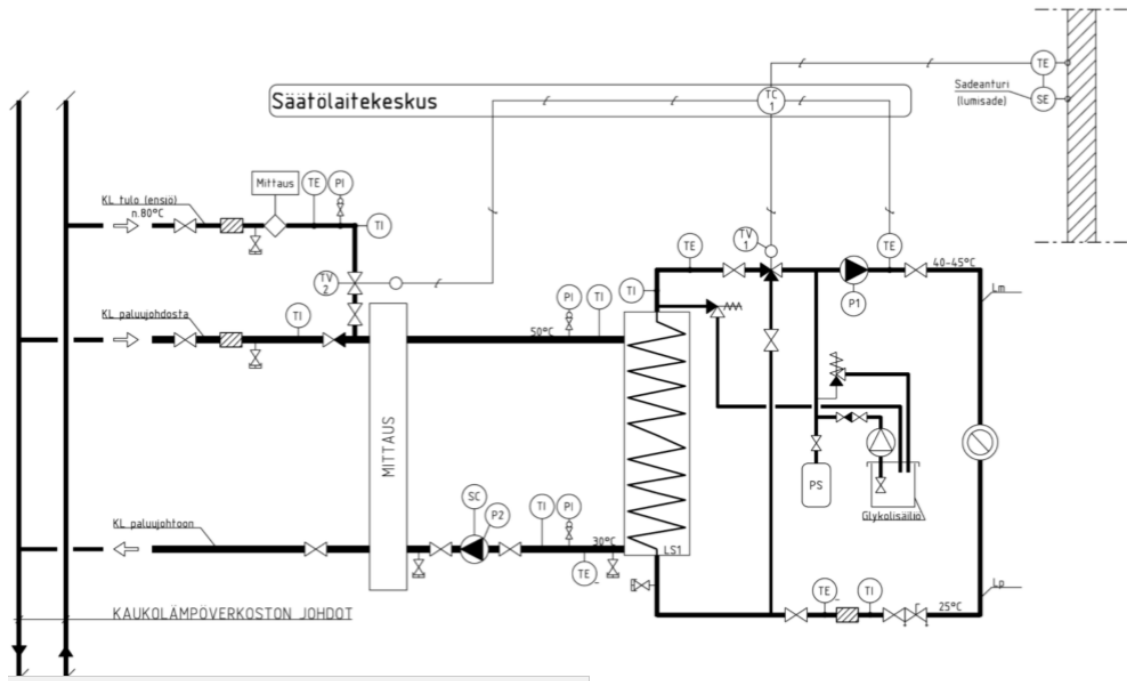 TE
Säätölaitekeskus
TC
1
Sadeanturi
(lumisade)
SE
Mittaus
TE
PI
KL tulo (ensiö)
n.80°C
TI
TV
1
TE
TE
TV
2
TI
40-45°C
P1
Lm
PI
TI
KL paluujohdosta
TI
50°C
MITTAUS
PS
Glykolisäiliö
SC
P2
TI
PI
KL paluujohtoon
30°C
LS1
TE
Lp
KAUKOLÄMPÖVERKOSTON JOHDOT
TE
TI
25°C